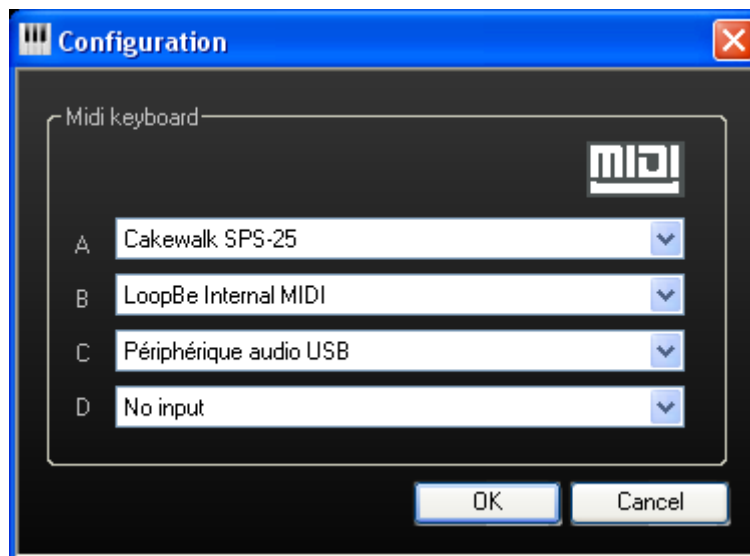 Configuration
Midi keyboard
MIDI
A Cakewalk SPS-25
B LoopBe Internal MIDI
C Périphérique audio USB
D No input
OK Cancel